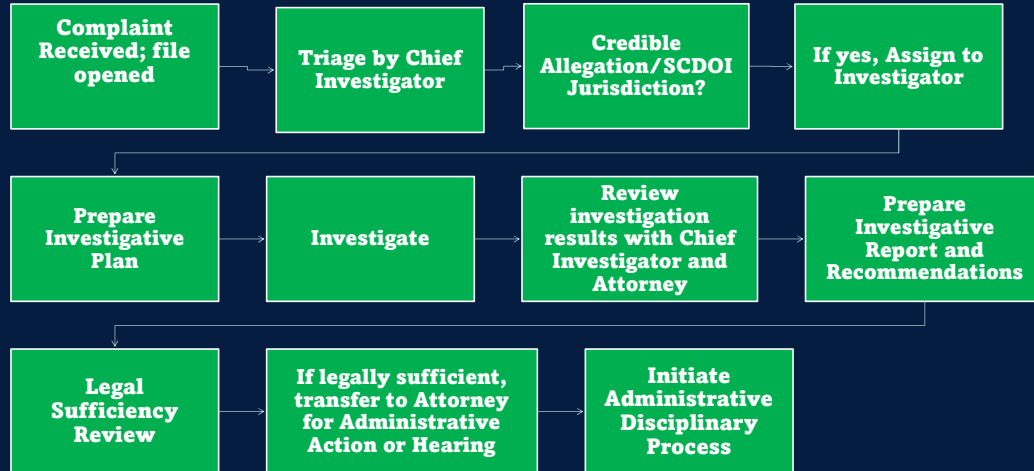 Complaint
Received; file
opened
Triage by Chief
Investigator
Credible
Allegation/SCDOI
Jurisdiction?
If yes, Assign to
Investigator
Prepare
Investigative
Plan
Investigate
Review
investigation
results with Chief
Investigator and
Attorney
Prepare
Investigative
Report and
Recommendations
Legal
Sufficiency
Review
If legally sufficient,
transfer to Attorney
for Administrative
Action or Hearing
Initiate
Administrative
Disciplinary
Process